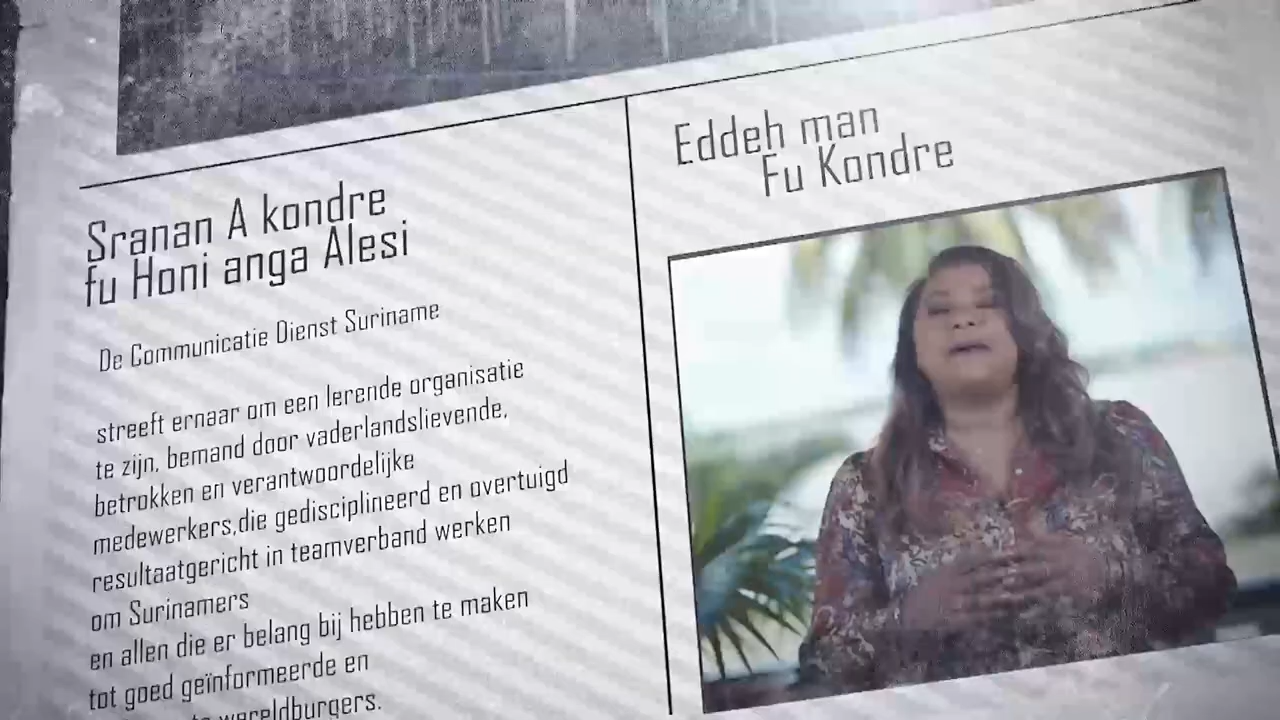 Sranan A kondre
fu Honi anga Alesi
De Communicatie Dienst Suriname
streeft ernaar om een lerende organisatie
te zijn, bemand door vaderlandslievende,
betrokken en verantwoordelijke
medewerkers,die gedisciplineerd en overtuigd
resultaatgericht in teamverband werken
om Surinamers
en allen die er belang bij hebben te maken
tot goed geïnformeerde en
wereldburgers.
Eddeh man
Fu Kondre